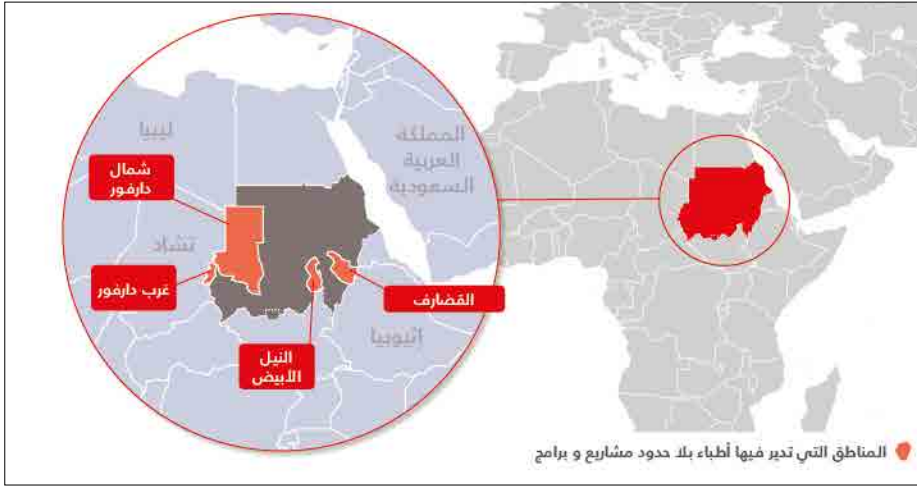 ليبيا
المملكة
العربية
السعودية
شمال
دارفور
تشاد
غرب دارفور
القضارف
اثيوبيا
النيل
الأبيض
المناطق التي تدير فيها أطباء بلا حدود مشاريع و برامج